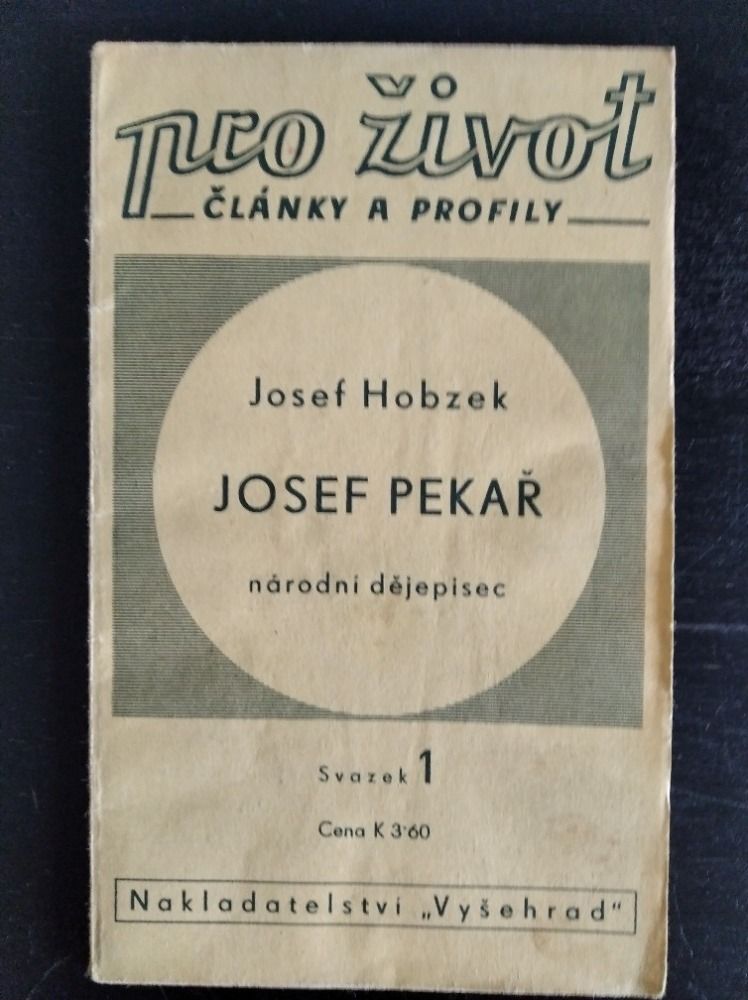 pro život
ČLÁNKY A PROFILY
Josef Hobzek
JOSEF PEKAŘ
národní dějepisec
Svazek 1
Cena K 3·60
Nakladatelství „Vyšehrad“